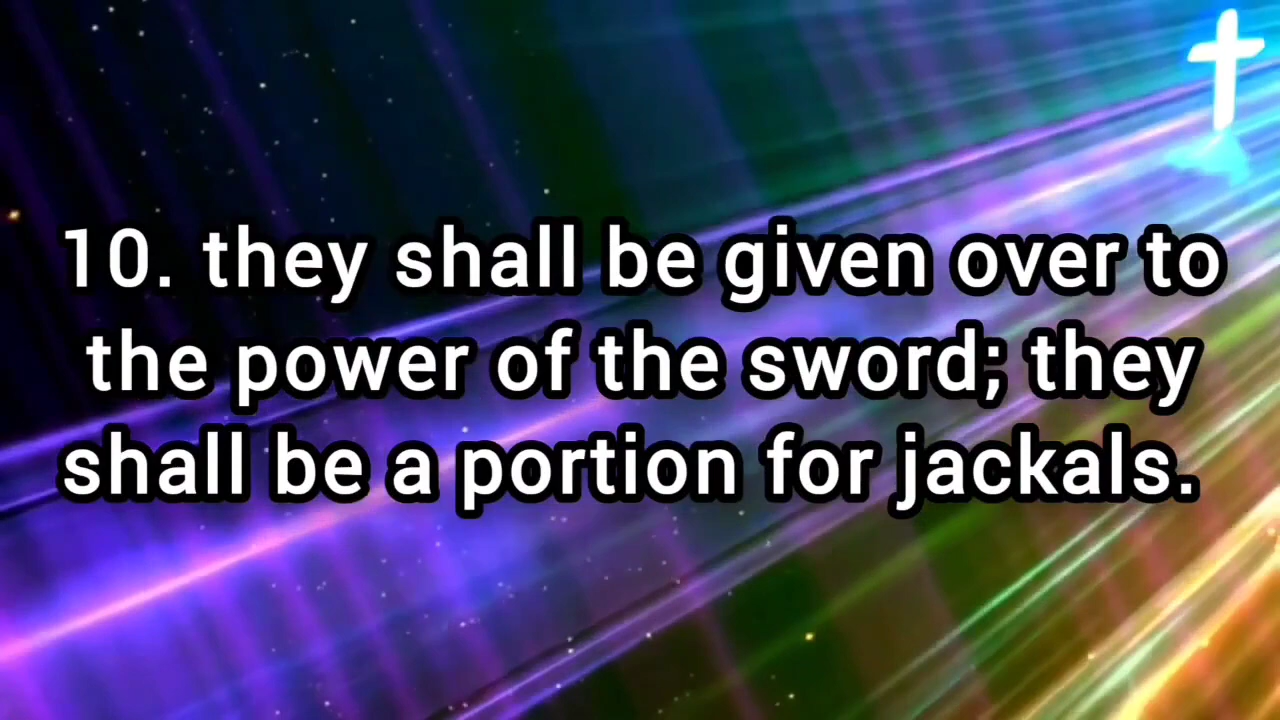 10. they shall be given over to
the power of the sword; they
shall be a portion for jackals.